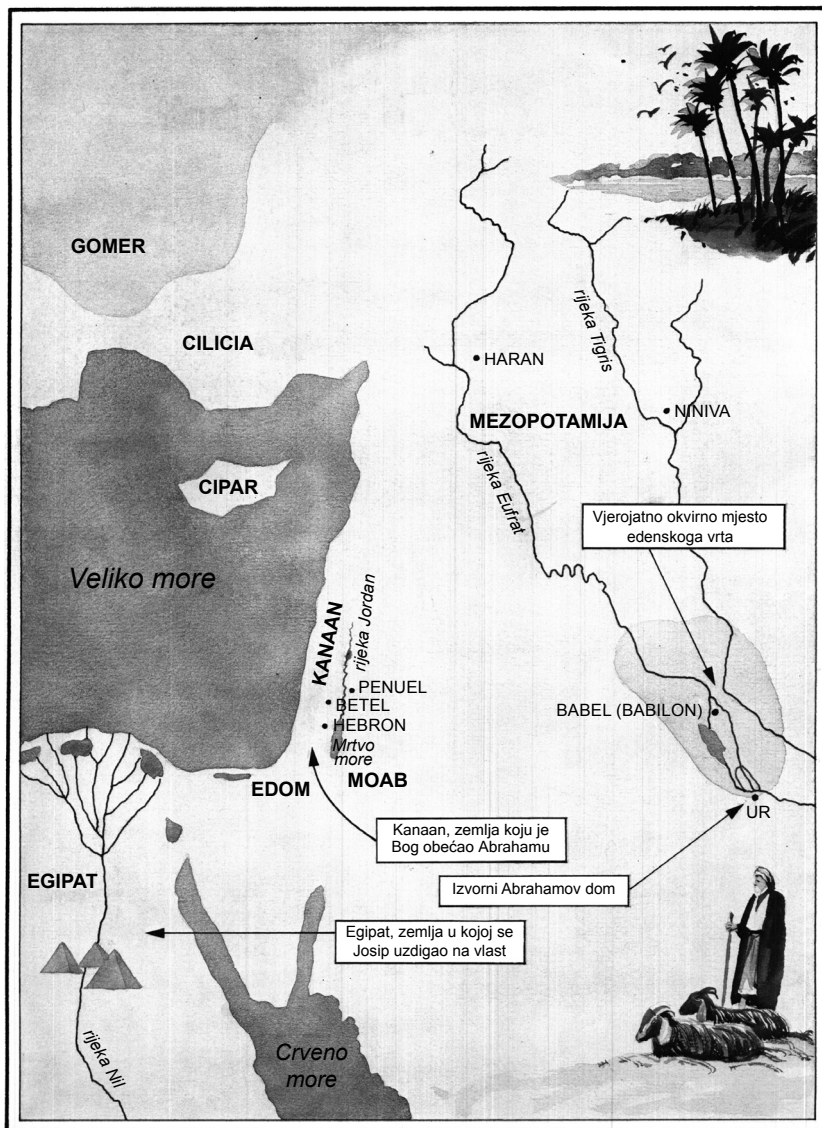 GOMER
CILICIA
rijeka Tigris
HARAN
NINIVA
MEZOPOTAMIJA
CIPAR
rijeka Eufrat
Vjerojatno okvirno mjesto
edenskoga vrta
Veliko more
KANAAN
rijeka Jordan
PENUEL
BETEL
BABEL (BABILON)
HEBRON
Mrtvo
more
EDOM
MOAB
UR
Kanaan, zemlja koju je
Bog obećao Abrahamu
EGIPAT
Izvorni Abrahamov dom
Egipat, zemlja u kojoj se
Josip uzdigao na vlast
rijeka Nil
Crveno
more